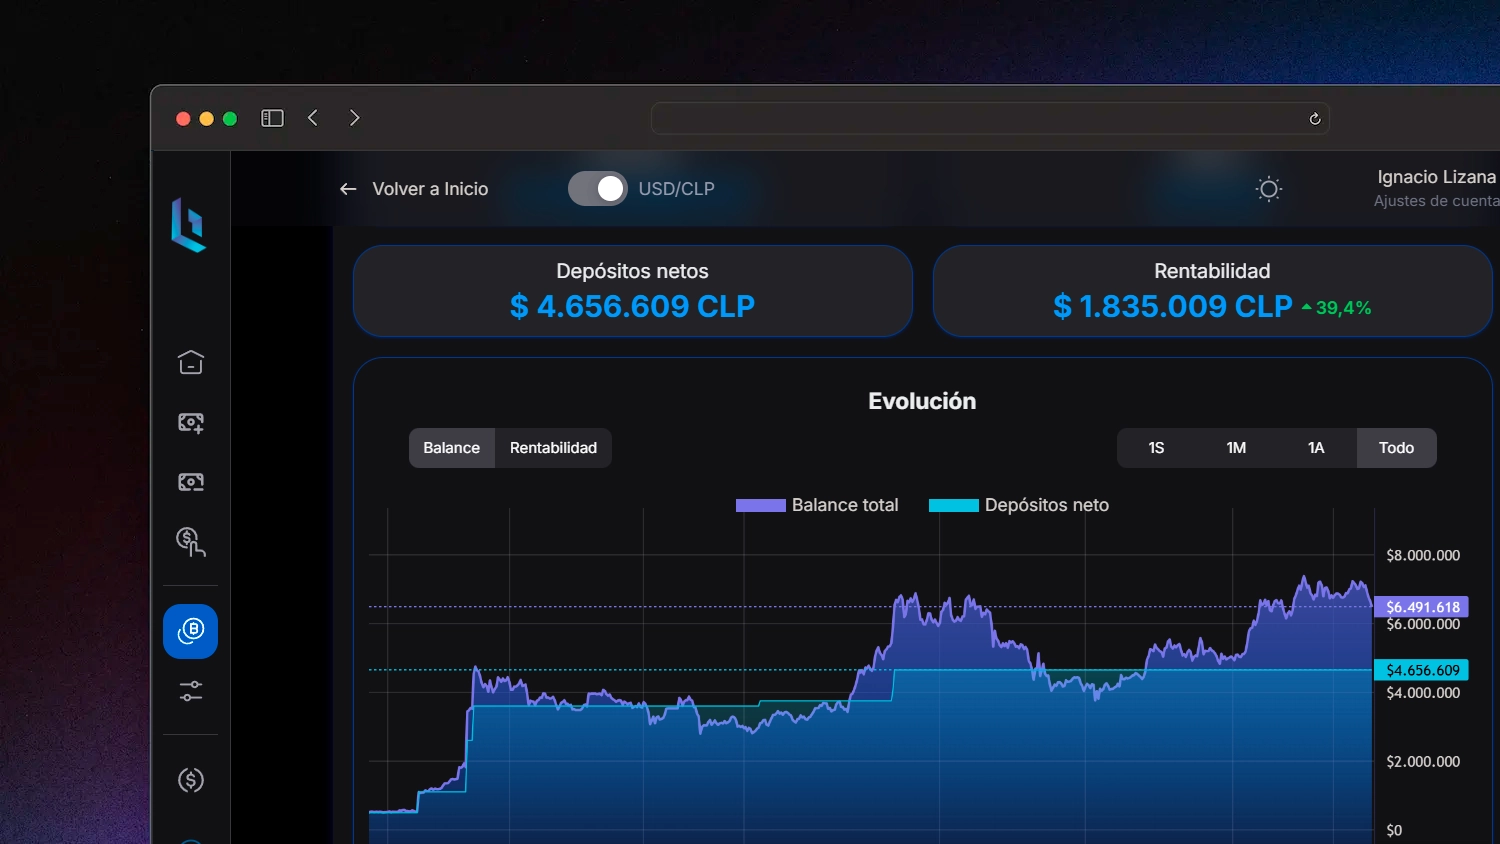 Volver a Inicio
USD/CLP
Ignacio Lizana
Ajustes de cuenta
Depósitos netos
$ 4.656.609 CLP
Rentabilidad
$ 1.835.009 CLP 39,4%
Evolución
Balance
Rentabilidad
1S
1M
1A
Todo
Balance total
Depósitos neto
$8.000.000
$6.491.618
$6.000.000
$4.656.609
$4.000.000
$2.000.000
$0